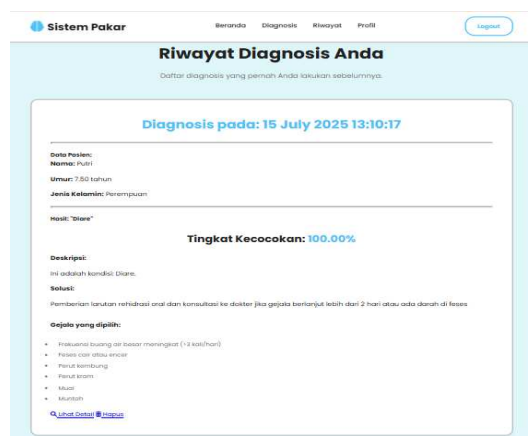 Sistem Pakar
Beranda Diagnosis Riwayat Profil Logout
Riwayat Diagnosis Anda
Daftar diagnosis yang pernah Anda lakukan sebelumnya.
Diagnosis pada: 15 July 2025 13:10:17
Data Pasien:
Nama: Putri
Umur: 7.50 tahun
Jenis Kelamin: Perempuan
Hasil: "Diare"
Tingkat Kecocokan: 100.00%
Deskripsi:
Ini adalah kondisi: Diare.
Solusi:
Pemberian larutan rehidrasi oral dan konsultasi ke dokter jika gejala berlanjut lebih dari 2 hari atau ada darah di feses
Gejala yang dipilih:
Frekuensi buang air besar meningkat (>3 kali/hari)
Feses cair atau encer
Perut kembung
Perut kram
Mual
Muntah
Lihat Detail Hapus